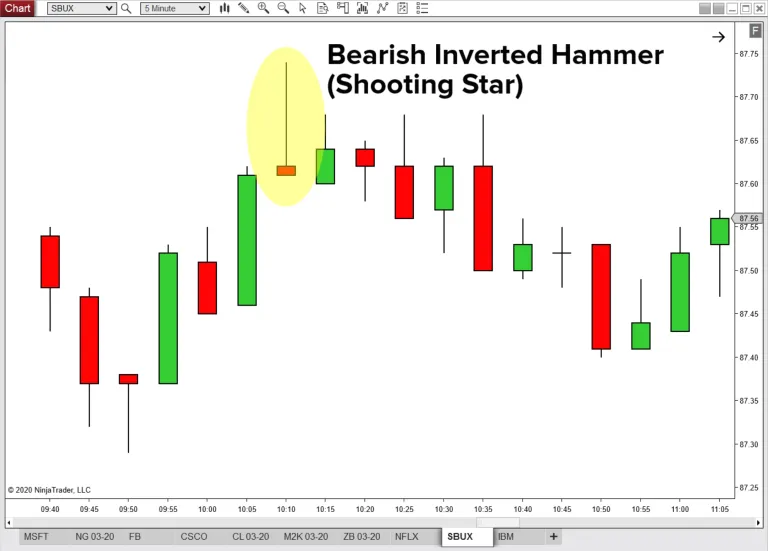 Chart SBUX 5 Minute
F
Bearish Inverted Hammer
(Shooting Star)
87.75
87.70
87.65
87.60
87.56
87.55
87.50
87.45
87.40
87.35
87.30
87.25
© 2020 NinjaTrader, LLC
09:40 09:45 09:50 09:55 10:00 10:05 10:10 10:15 10:20 10:25 10:30 10:35 10:40 10:45 10:50 10:55 11:00 11:05
MSFT NG 03-20 FB CSCO CL 03-20 M2K 03-20 ZB 03-20 NFLX SBUX IBM +